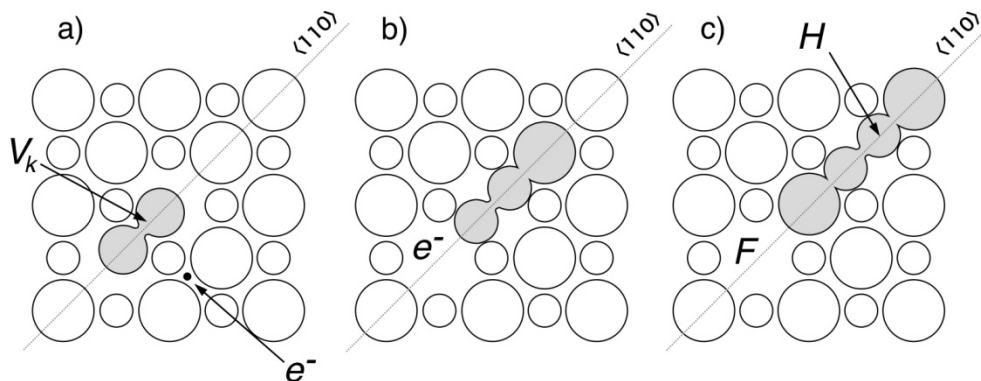 a)
⟨110⟩
V_k
e⁻
b)
⟨110⟩
e⁻
c)
⟨110⟩
H
F